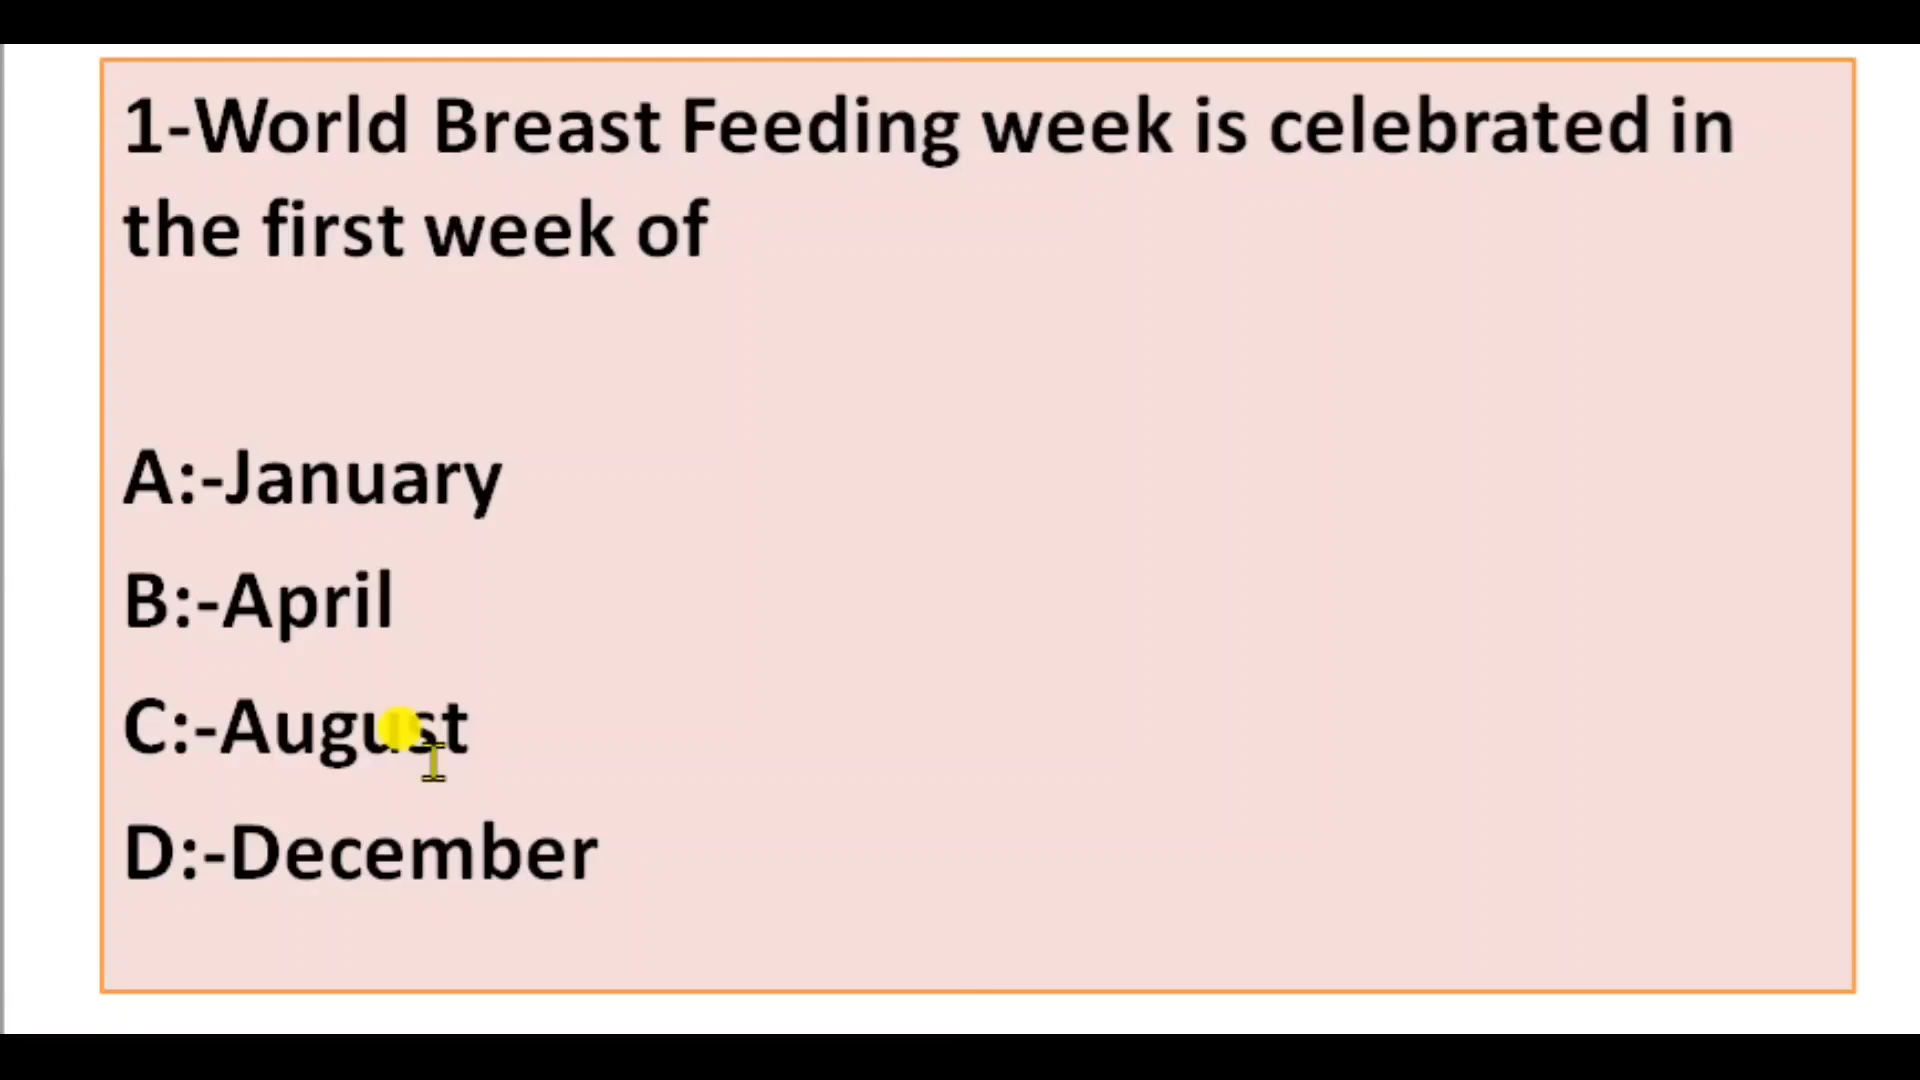 1-World Breast Feeding week is celebrated in
the first week of
A:-January
B:-April
C:-August
D:-December